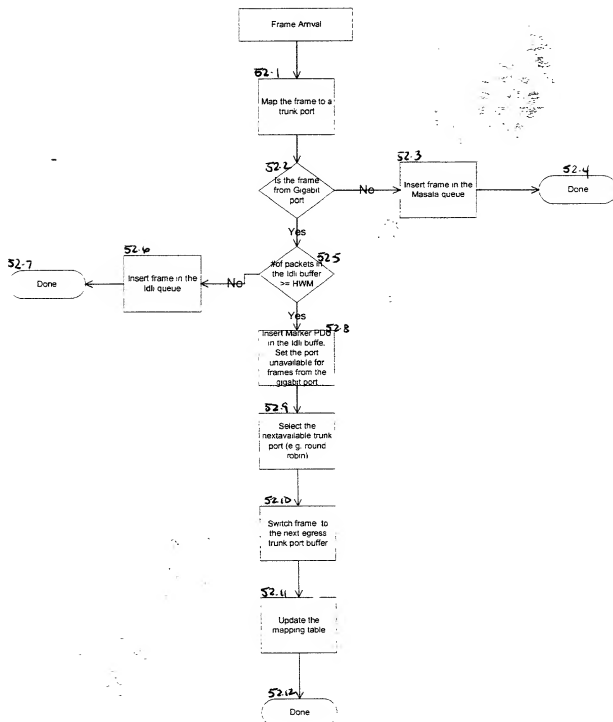 Frame Arrival
52.1
Map the frame to a
trunk port
52.2
Is the frame
from Gigabit
port
No
52.3
Insert frame in the
Masala queue
52.4
Done
Yes
52.5
#of packets in
the Idli buffer
>= HWM
No
52.6
Insert frame in the
Idli queue
52.7
Done
Yes
52.8
Insert Marker PDU
in the Idli buffe.
Set the port
unavailable for
frames from the
gigabit port
52.9
Select the
nextavailable trunk
port (e.g. round
robin)
52.10
Switch frame to
the next egress
trunk port buffer
52.11
Update the
mapping table
52.12
Done